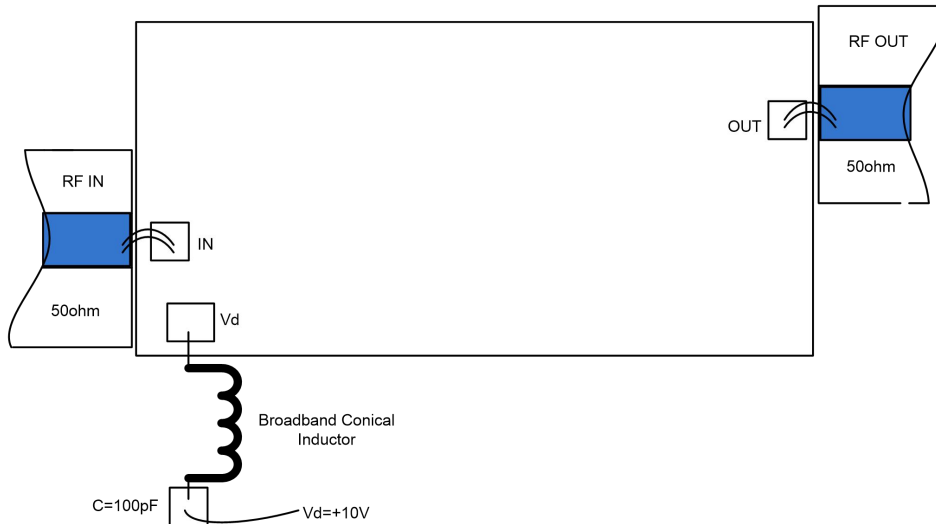 RF OUT
OUT
50ohm
RF IN
IN
50ohm
Vd
Broadband Conical
Inductor
C=100pF
Vd=+10V